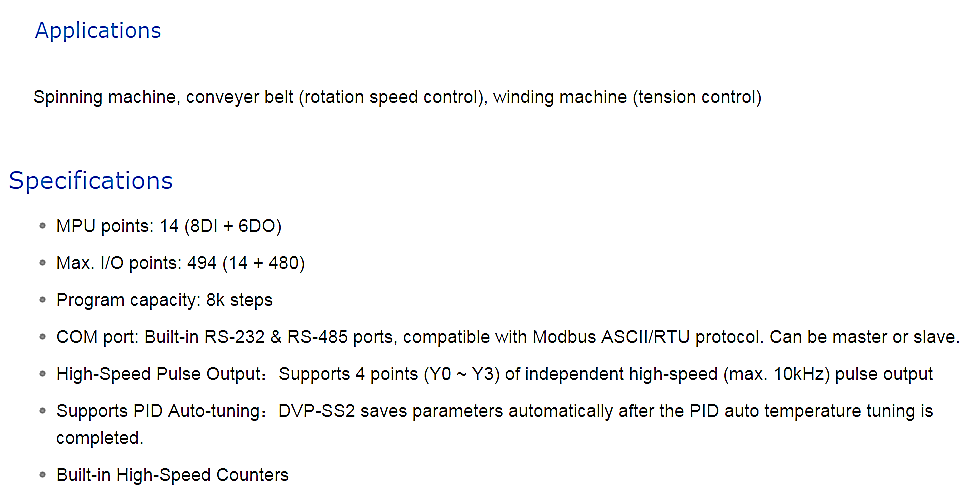 Applications
Spinning machine, conveyer belt (rotation speed control), winding machine (tension control)
Specifications
MPU points: 14 (8DI + 6DO)
Max. I/O points: 494 (14 + 480)
Program capacity: 8k steps
COM port: Built-in RS-232 & RS-485 ports, compatible with Modbus ASCII/RTU protocol. Can be master or slave.
High-Speed Pulse Output： Supports 4 points (Y0 ~ Y3) of independent high-speed (max. 10kHz) pulse output
Supports PID Auto-tuning： DVP-SS2 saves parameters automatically after the PID auto temperature tuning is
completed.
Built-in High-Speed Counters